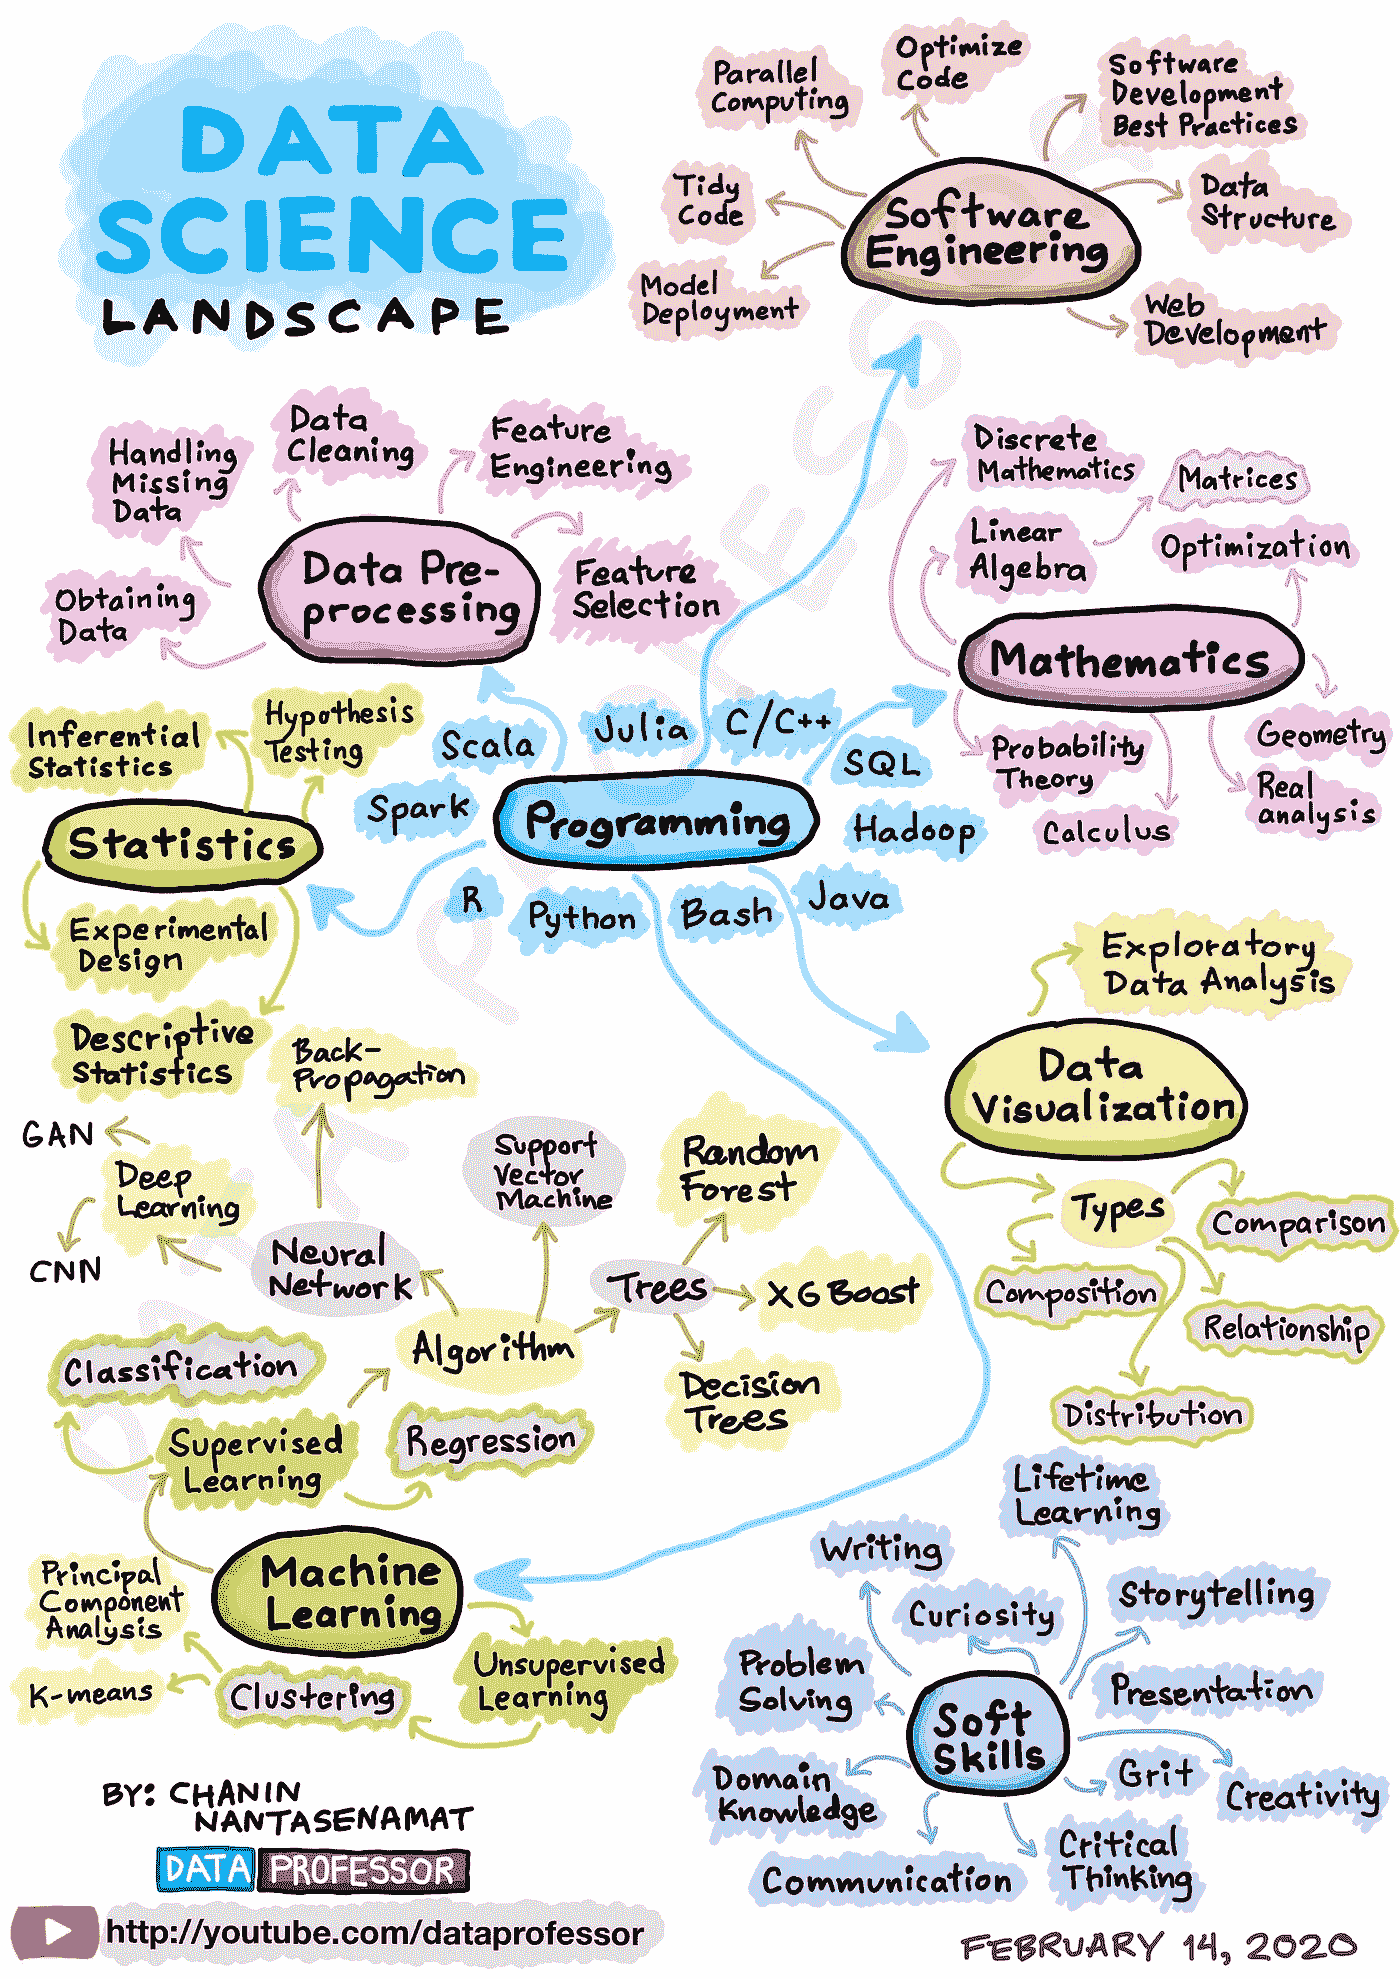 DATA
SCIENCE
LANDSCAPE
Parallel
Computing
Optimize
Code
Software
Development
Best Practices
Tidy
Code
Data
Structure
Model
Deployment
Web
Development
Software
Engineering
Handling
Missing
Data
Data
Cleaning
Feature
Engineering
Obtaining
Data
Data Pre-
processing
Feature
Selection
Discrete
Mathematics
Matrices
Linear
Algebra
Optimization
Mathematics
Probability
Theory
Calculus
Geometry
Real
analysis
Inferential
Statistics
Hypothesis
Testing
Statistics
Experimental
Design
Descriptive
Statistics
Scala
Julia
C/C++
SQL
Spark
Programming
Hadoop
R
Python
Bash
Java
Exploratory
Data Analysis
Data
Visualization
Types
Comparison
Composition
Relationship
Distribution
Back-
Propagation
GAN
Deep
Learning
CNN
Neural
Network
Support
Vector
Machine
Random
Forest
Trees
XG Boost
Decision
Trees
Algorithm
Classification
Supervised
Learning
Regression
Machine
Learning
Principal
Component
Analysis
K-means
Clustering
Unsupervised
Learning
Lifetime
Learning
Writing
Curiosity
Storytelling
Problem
Solving
Presentation
Soft
Skills
Domain
Knowledge
Grit
Creativity
Communication
Critical
Thinking
BY: CHANIN
NANTASENAMAT
DATA PROFESSOR
http://youtube.com/dataprofessor
FEBRUARY 14, 2020
DATA PROFESSOR